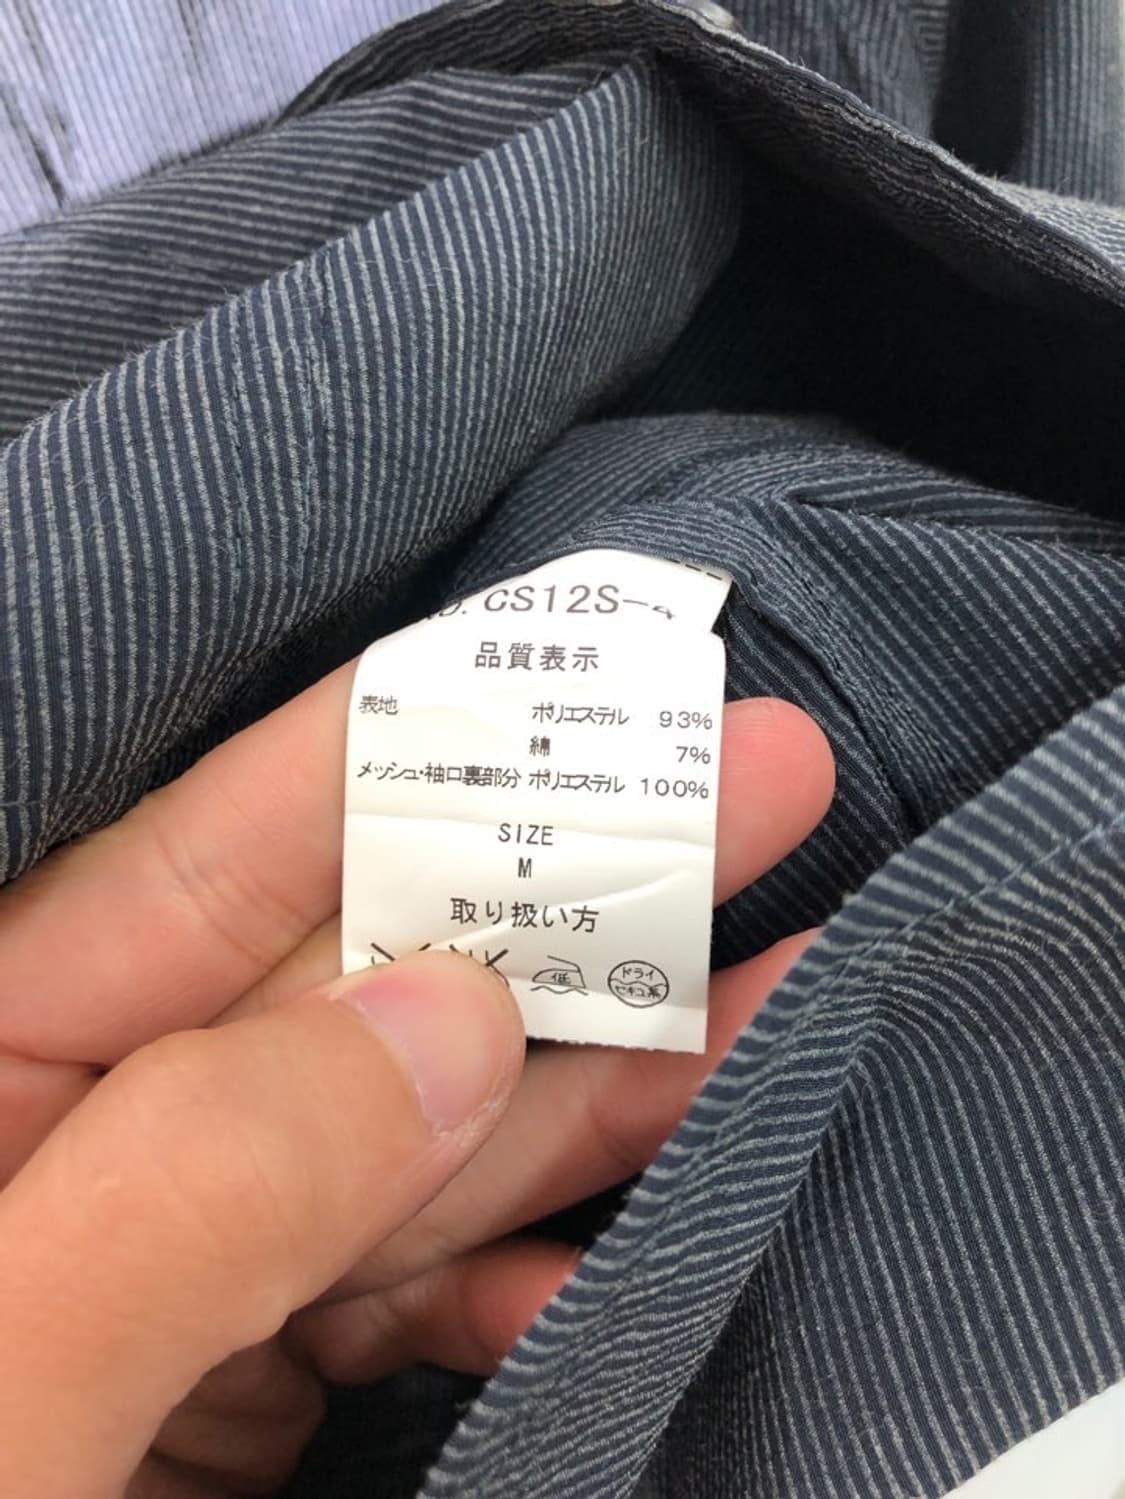 CS12S-4
品質表示
表地 ポリエステル 93%
綿 7%
メッシュ・袖口裏部分 ポリエステル 100%
SIZE
M
取り扱い方
低 ドライ
セキユ系